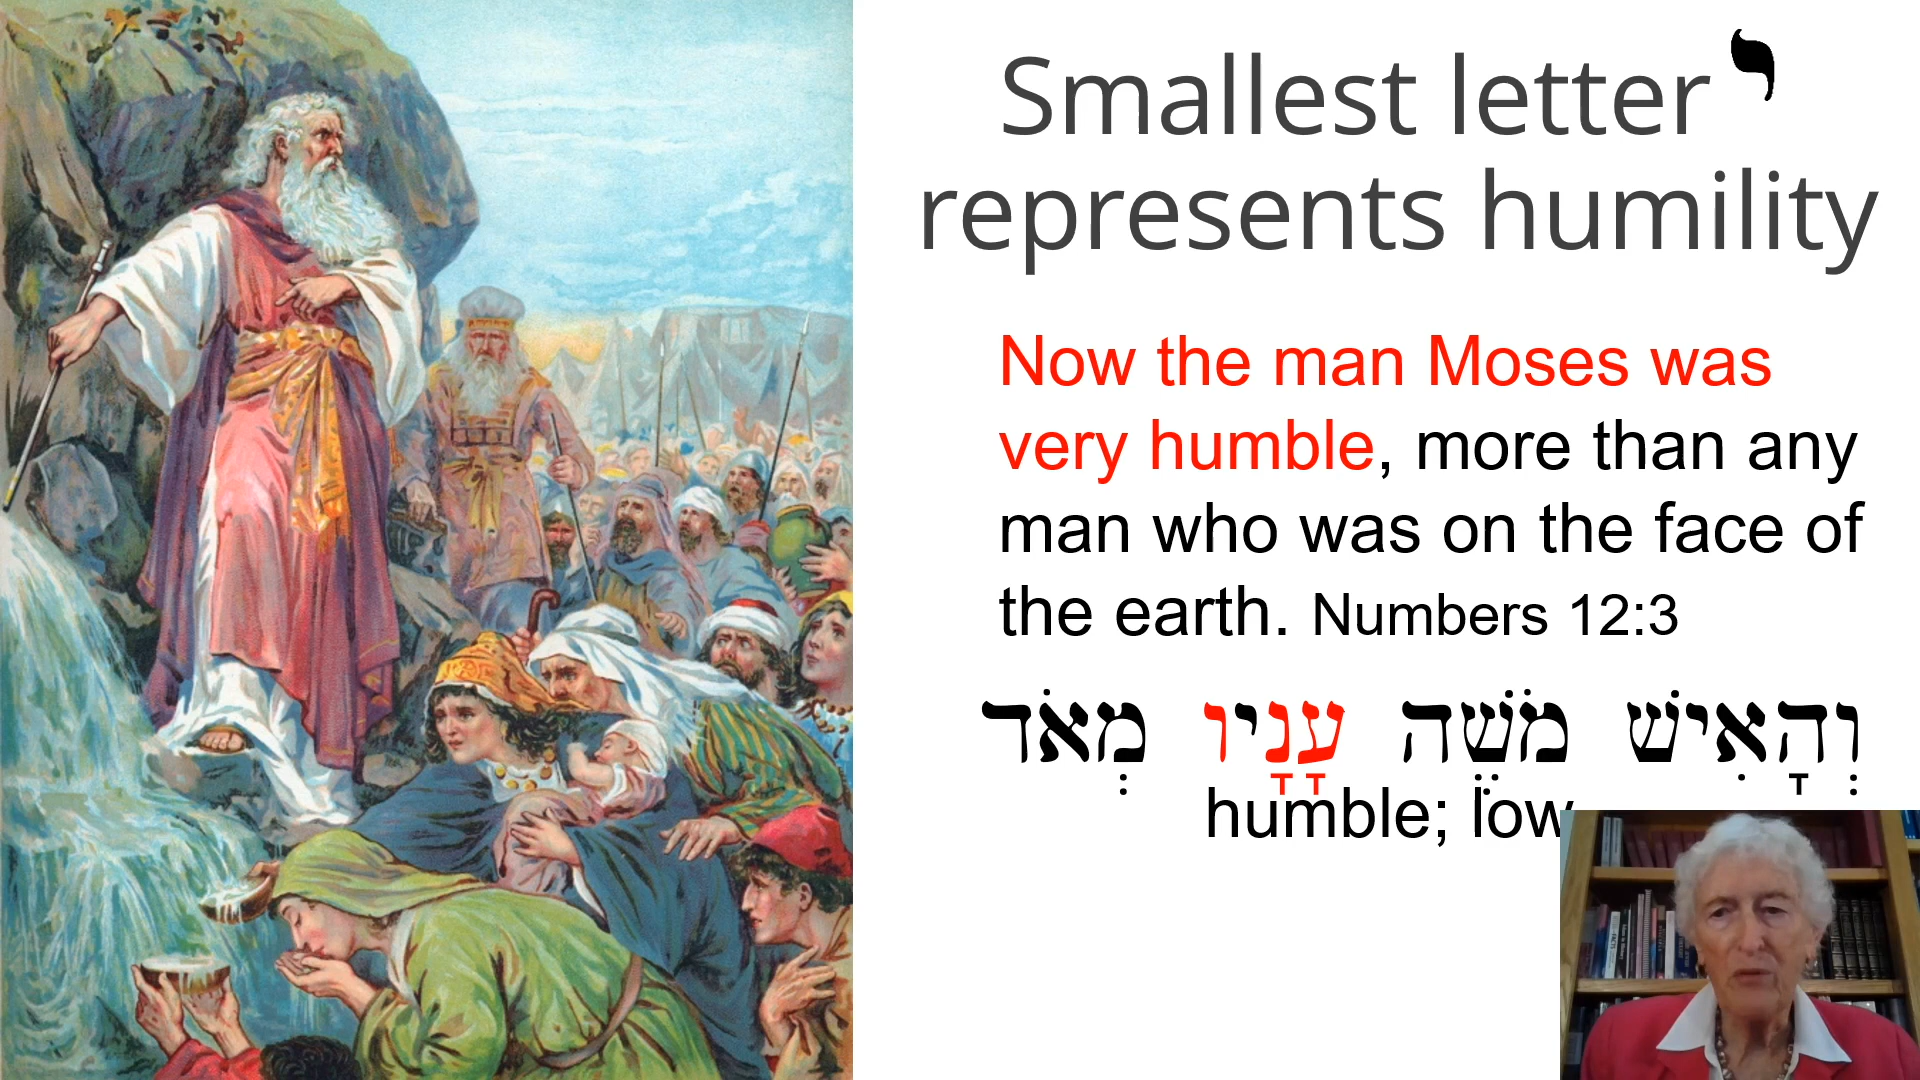 Smallest letter י
represents humility
Now the man Moses was
very humble, more than any
man who was on the face of
the earth. Numbers 12:3
וְהָאִישׁ מֹשֶׁה עָנָיו מְאֹד
humble; low